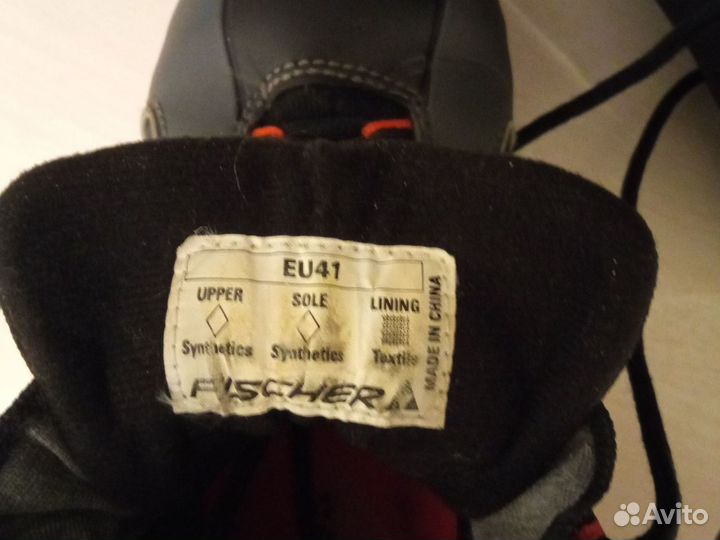 EU41
UPPER SOLE LINING
Synthetics Synthetics Textile
FISCHER
MADE IN CHINA
Avito